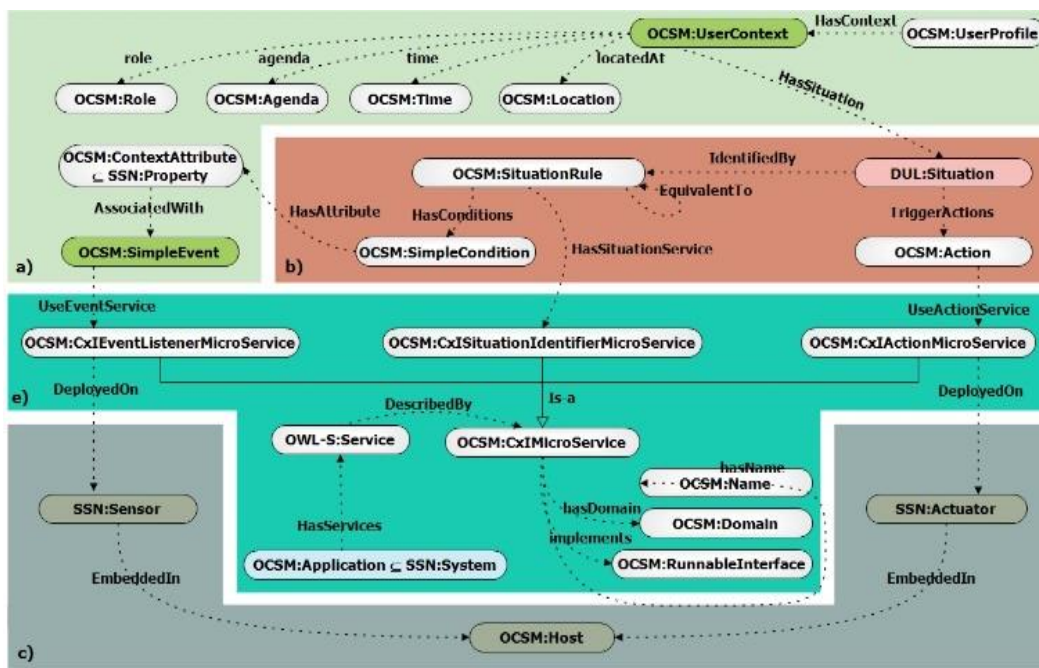 HasContext
OCSM:UserContext
OCSM:UserProfile
role
agenda
time
locatedAt
HasSituation
OCSM:Role
OCSM:Agenda
OCSM:Time
OCSM:Location
OCSM:ContextAttribute
⊆ SSN:Property
OCSM:SituationRule
IdentifiedBy
DUL:Situation
EquivalentTo
AssociatedWith
HasAttribute
HasConditions
TriggerActions
OCSM:SimpleEvent
OCSM:SimpleCondition
HasSituationService
OCSM:Action
a)
b)
UseEventService
UseActionService
OCSM:CxIEventListenerMicroService
OCSM:CxISituationIdentifierMicroService
OCSM:CxIActionMicroService
DeployedOn
DeployedOn
e)
DescribedBy
Is-a
OWL-S:Service
OCSM:CxIMicroService
hasName
OCSM:Name
SSN:Sensor
hasDomain
OCSM:Domain
SSN:Actuator
HasServices
implements
OCSM:Application ⊆ SSN:System
OCSM:RunnableInterface
EmbeddedIn
EmbeddedIn
OCSM:Host
c)